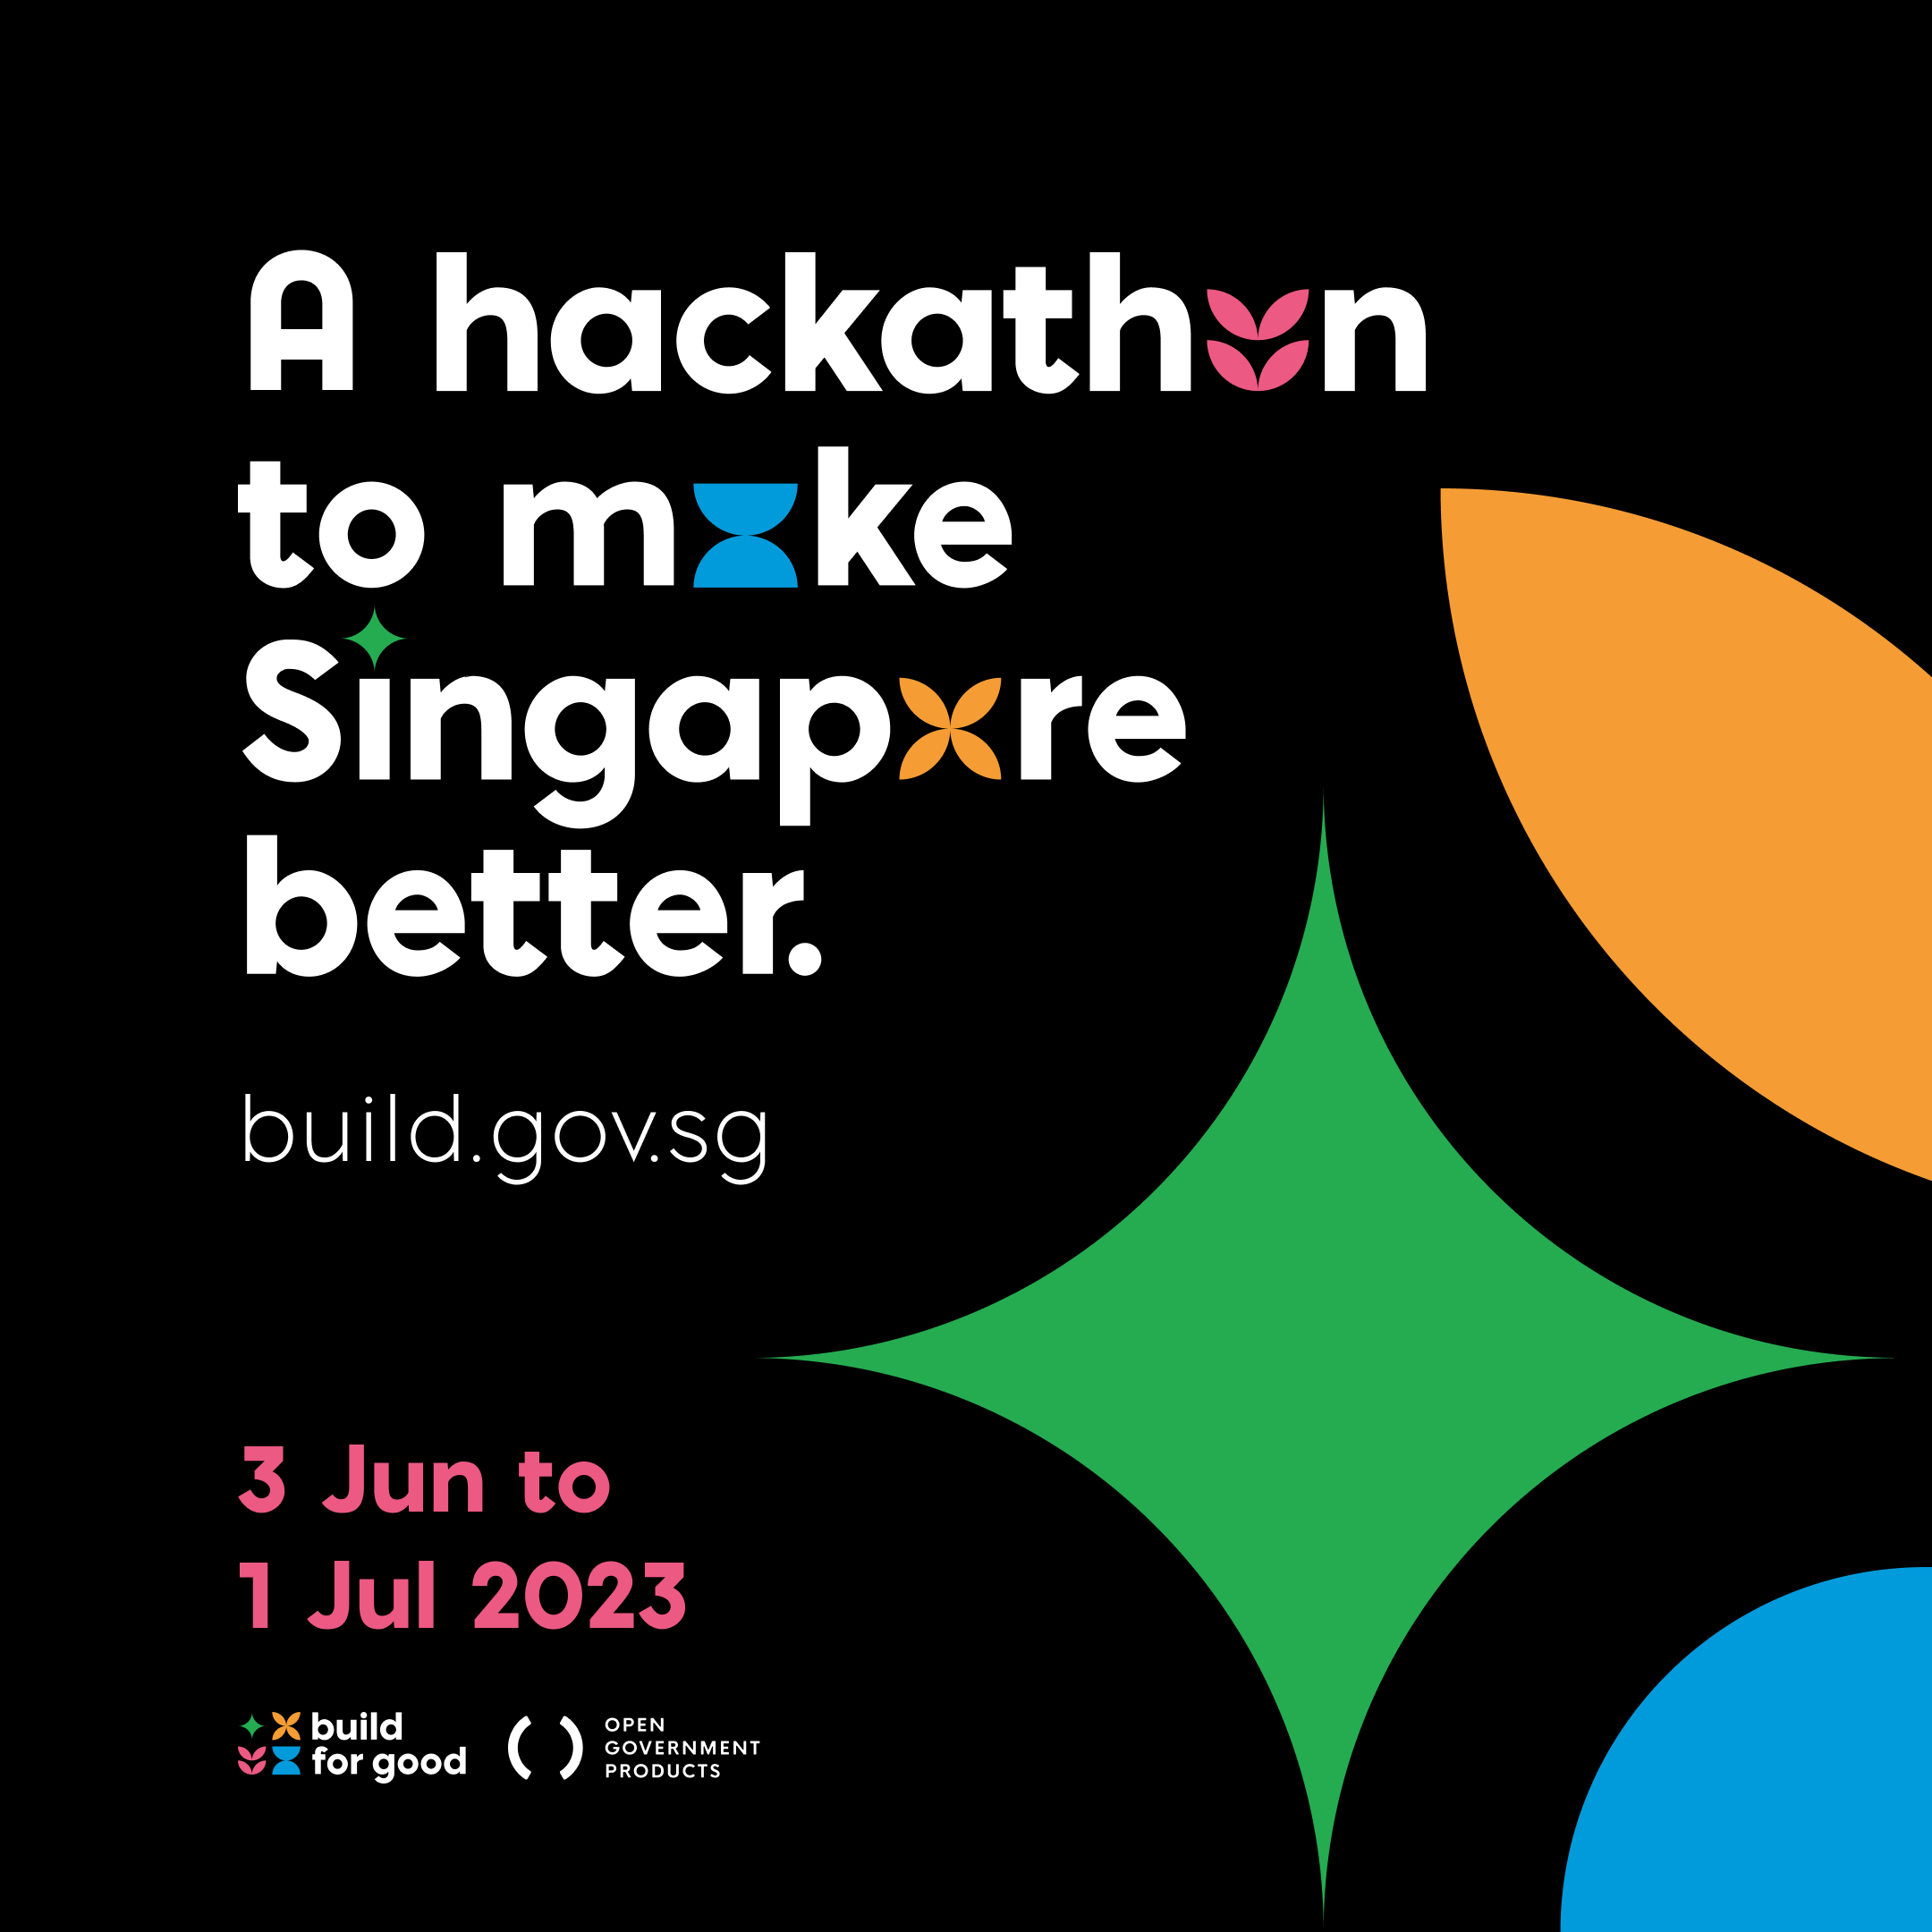 A hackathon
to make
Singapore
better.
build.gov.sg
3 Jun to
1 Jul 2023
build
for good
OPEN
GOVERNMENT
PRODUCTS